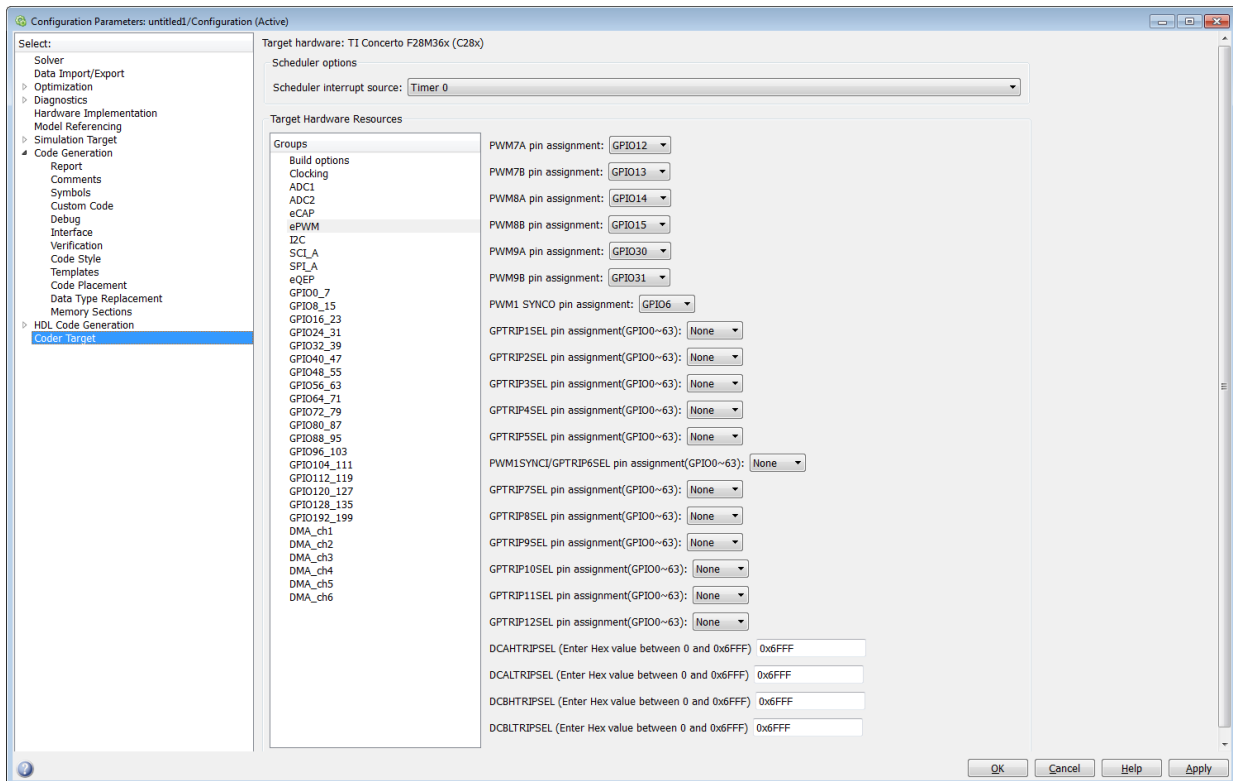 Configuration Parameters: untitled1/Configuration (Active)
Select:
Solver
Data Import/Export
Optimization
Diagnostics
Hardware Implementation
Model Referencing
Simulation Target
Code Generation
Report
Comments
Symbols
Custom Code
Debug
Interface
Verification
Code Style
Templates
Code Placement
Data Type Replacement
Memory Sections
HDL Code Generation
Coder Target
Target hardware: TI Concerto F28M36x (C28x)
Scheduler options
Scheduler interrupt source: Timer 0
Target Hardware Resources
Groups
Build options
Clocking
ADC1
ADC2
eCAP
ePWM
I2C
SCI_A
SPI_A
eQEP
GPIO0_7
GPIO8_15
GPIO16_23
GPIO24_31
GPIO32_39
GPIO40_47
GPIO48_55
GPIO56_63
GPIO64_71
GPIO72_79
GPIO80_87
GPIO88_95
GPIO96_103
GPIO104_111
GPIO112_119
GPIO120_127
GPIO128_135
GPIO192_199
DMA_ch1
DMA_ch2
DMA_ch3
DMA_ch4
DMA_ch5
DMA_ch6
PWM7A pin assignment: GPIO12
PWM7B pin assignment: GPIO13
PWM8A pin assignment: GPIO14
PWM8B pin assignment: GPIO15
PWM9A pin assignment: GPIO30
PWM9B pin assignment: GPIO31
PWM1 SYNCO pin assignment: GPIO6
GPTRIP1SEL pin assignment(GPIO0~63): None
GPTRIP2SEL pin assignment(GPIO0~63): None
GPTRIP3SEL pin assignment(GPIO0~63): None
GPTRIP4SEL pin assignment(GPIO0~63): None
GPTRIP5SEL pin assignment(GPIO0~63): None
PWM1SYNCI/GPTRIP6SEL pin assignment(GPIO0~63): None
GPTRIP7SEL pin assignment(GPIO0~63): None
GPTRIP8SEL pin assignment(GPIO0~63): None
GPTRIP9SEL pin assignment(GPIO0~63): None
GPTRIP10SEL pin assignment(GPIO0~63): None
GPTRIP11SEL pin assignment(GPIO0~63): None
GPTRIP12SEL pin assignment(GPIO0~63): None
DCAHTRIPSEL (Enter Hex value between 0 and 0x6FFF) 0x6FFF
DCALTRIPSEL (Enter Hex value between 0 and 0x6FFF) 0x6FFF
DCBHTRIPSEL (Enter Hex value between 0 and 0x6FFF) 0x6FFF
DCBLTRIPSEL (Enter Hex value between 0 and 0x6FFF) 0x6FFF
OK Cancel Help Apply